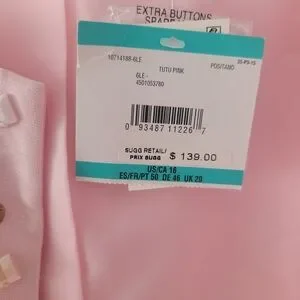 EXTRA BUTTONS
10714188-6LE
TUTU PINK
POSITANO
6LE -
4501053780
0 93487 11226 7
SUGG RETAIL/
PRIX SUGG $ 139.00
US/CA 16
ES/FR/PT 50 DE 46 UK 20